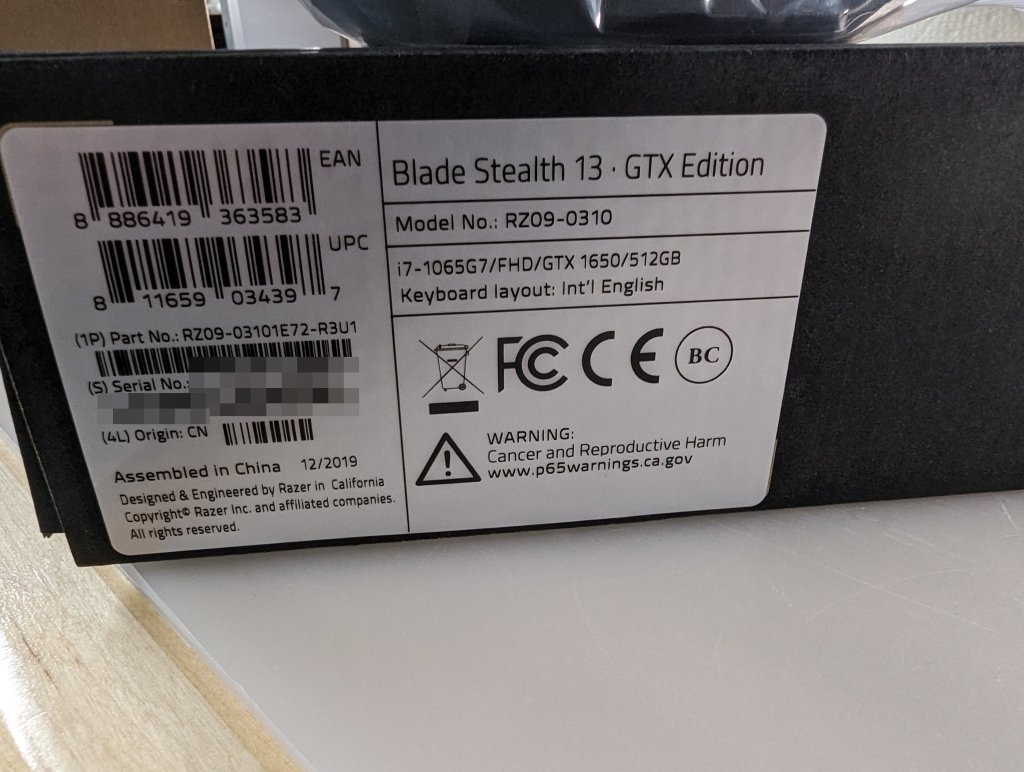 8 886419 363583
EAN
8 11659 03439 7
UPC
(1P) Part No.: RZ09-03101E72-R3U1
(S) Serial No.:
(4L) Origin: CN
Assembled in China 12/2019
Designed & Engineered by Razer in California
Copyright© Razer Inc. and affiliated companies.
All rights reserved.
Blade Stealth 13 · GTX Edition
Model No.: RZ09-0310
i7-1065G7/FHD/GTX 1650/512GB
Keyboard layout: Int'l English
FC CE BC
WARNING:
Cancer and Reproductive Harm
www.p65warnings.ca.gov